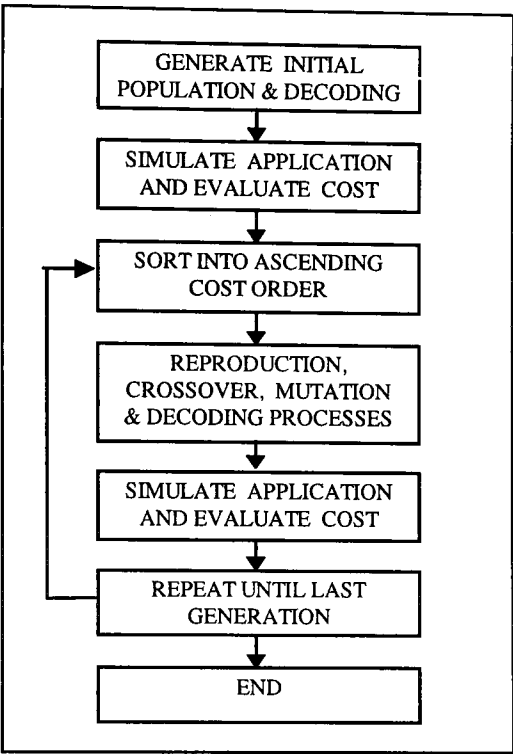 GENERATE INITIAL
POPULATION & DECODING
SIMULATE APPLICATION
AND EVALUATE COST
SORT INTO ASCENDING
COST ORDER
REPRODUCTION,
CROSSOVER, MUTATION
& DECODING PROCESSES
SIMULATE APPLICATION
AND EVALUATE COST
REPEAT UNTIL LAST
GENERATION
END